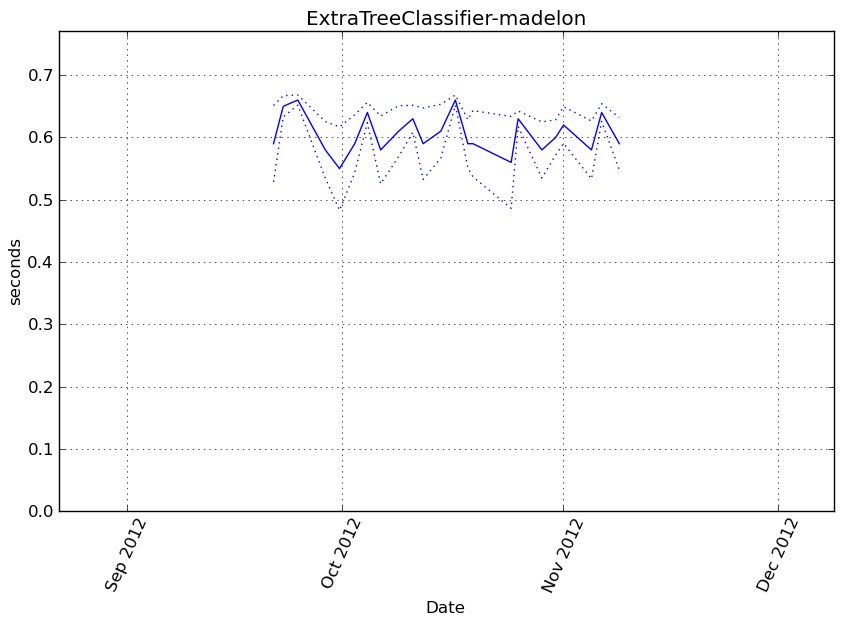 ExtraTreeClassifier-madelon
0.7
0.6
0.5
0.4
0.3
0.2
0.1
0.0
seconds
Sep 2012
Oct 2012
Nov 2012
Dec 2012
Date